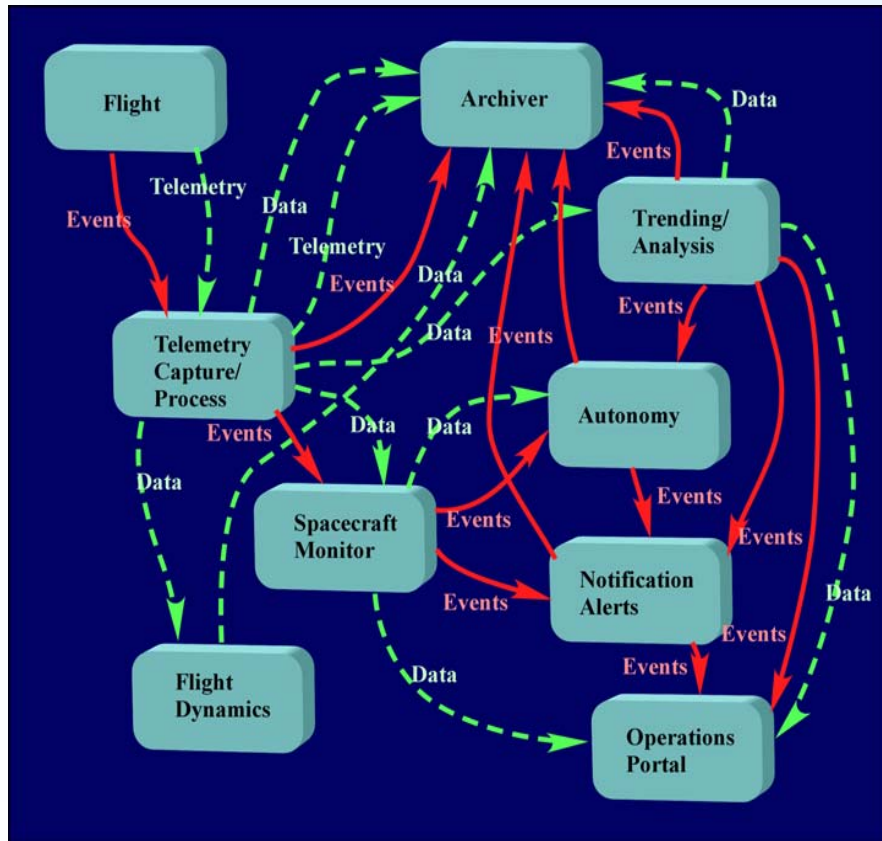 Flight
Archiver
Data
Events
Telemetry
Data
Events
Trending/
Analysis
Telemetry
Data
Events
Events
Events
Data
Telemetry
Capture/
Process
Autonomy
Events
Data
Data
Data
Events
Spacecraft
Monitor
Events
Events
Notification
Alerts
Events
Data
Events
Events
Flight
Dynamics
Data
Events
Operations
Portal